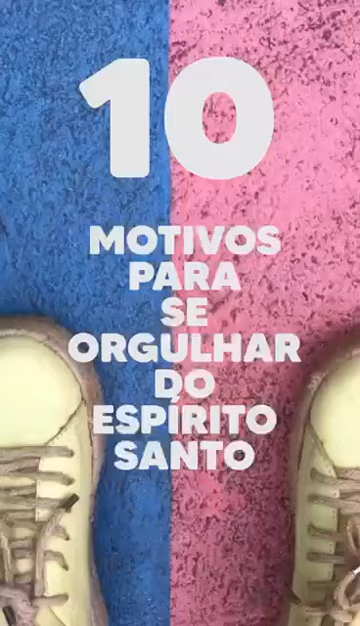 10
MOTIVOS
PARA
SE
ORGULHAR
DO
ESPÍRITO
SANTO